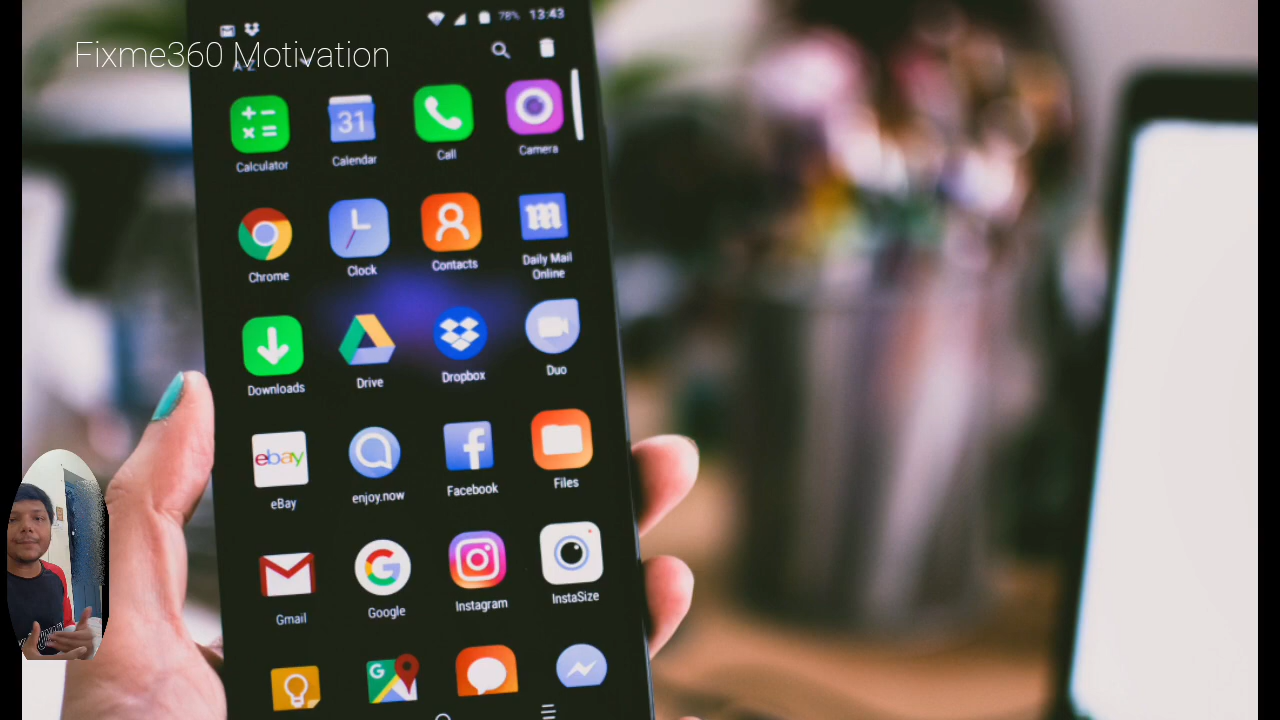 78% 13:43
Fixme360 Motivation
A-Z
31
Calculator Calendar Call Camera
m
Chrome Clock Contacts Daily Mail
Online
Downloads Drive Dropbox Duo
ebay
eBay enjoy.now Facebook Files
Gmail Google Instagram InstaSize
G